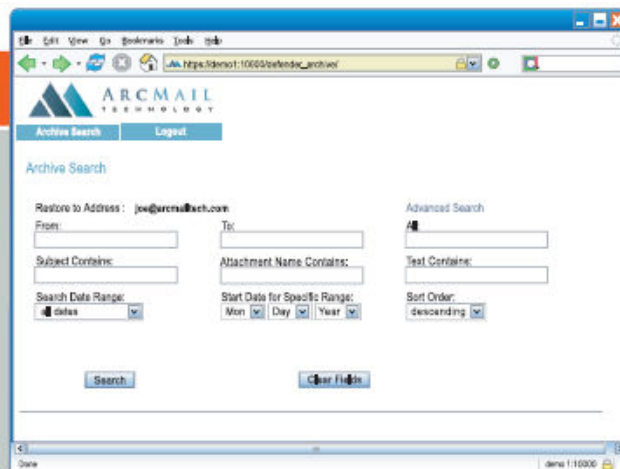 File Edit View Go Bookmarks Tools Help
https://demo1:10000/defender_archive/
ARCMAIL
TECHNOLOGY
Archive Search Logout
Archive Search
Restore to Address : joe@arcmailtech.com Advanced Search
From: To: All:
Subject Contains: Attachment Name Contains: Text Contains:
Search Date Range: Start Date for Specific Range: Sort Order:
all dates Mon Day Year descending
Search Clear Fields
Done demo 1:10000